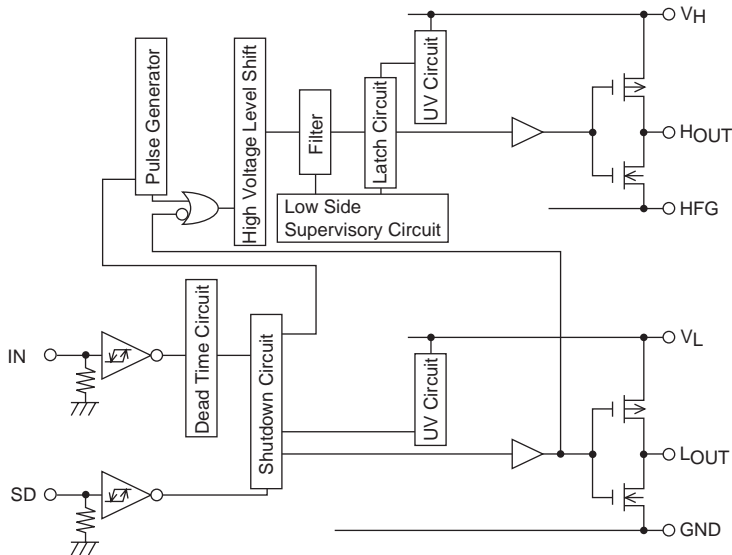 VH
Pulse Generator
High Voltage Level Shift
Filter
Latch Circuit
UV Circuit
HOUT
Low Side
Supervisory Circuit
HFG
IN
Dead Time Circuit
Shutdown Circuit
UV Circuit
VL
LOUT
SD
GND